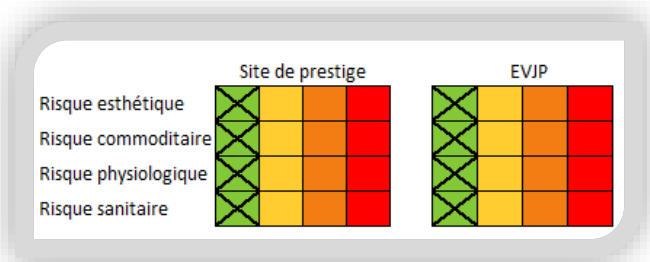 Site de prestige EVJP
Risque esthétique
Risque commoditaire
Risque physiologique
Risque sanitaire